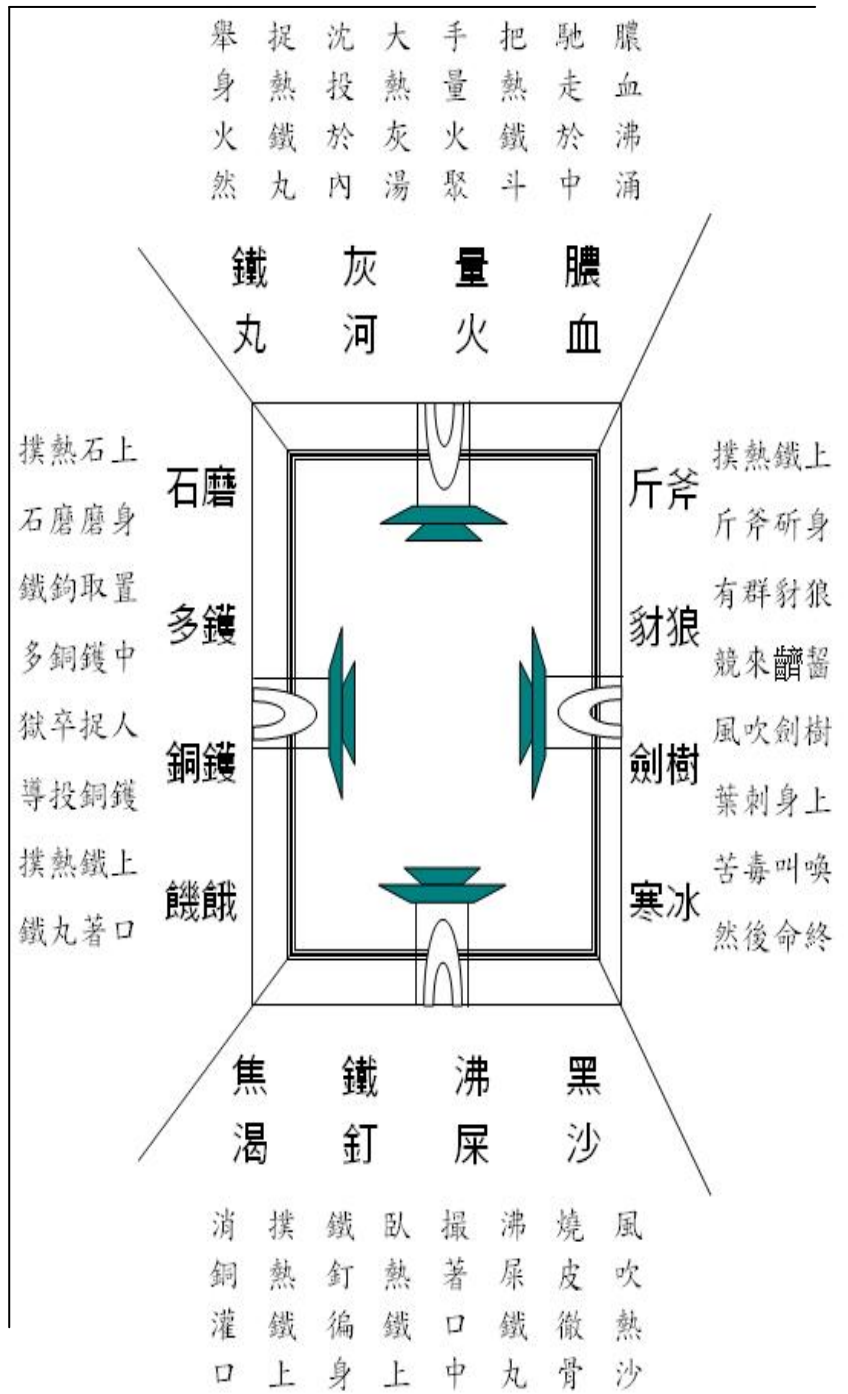 膿血沸涌
馳走於中
把熱鐵斗
手量火聚
大熱灰湯
沈投於內
捉熱鐵丸
舉身火然
膿血
量火
灰河
鐵丸
斤斧
豺狼
劍樹
寒冰
撲熱鐵上
斤斧斫身
有群豺狼
競來䶩齧
風吹劍樹
葉刺身上
苦毒叫喚
然後命終
石磨
多鑊
銅鑊
饑餓
撲熱石上
石磨磨身
鐵鉤取置
多銅鑊中
獄卒捉人
導投銅鑊
撲熱鐵上
鐵丸著口
黑沙
沸屎
鐵釘
焦渴
風吹熱沙
燒皮徹骨
沸屎鐵丸
撮著口中
臥熱鐵上
鐵釘徧身
撲熱鐵上
消銅灌口